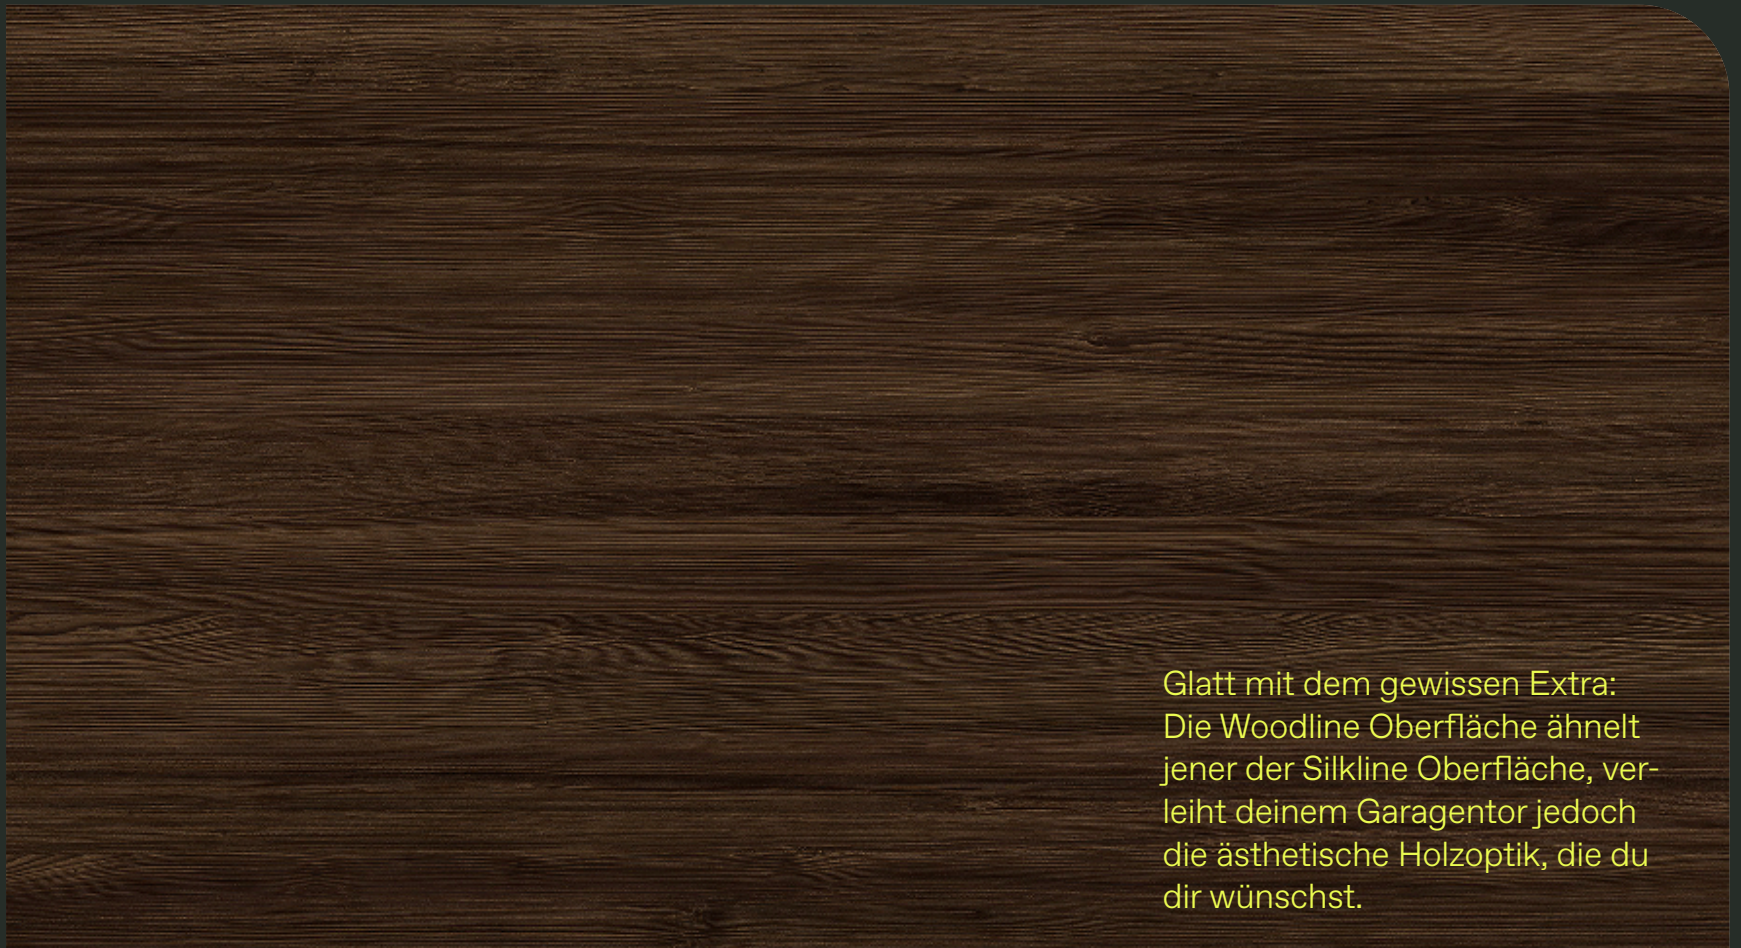 Glatt mit dem gewissen Extra:
Die Woodline Oberfläche ähnelt
jener der Silkline Oberfläche, ver-
leiht deinem Garagentor jedoch
die ästhetische Holzoptik, die du
dir wünschst.